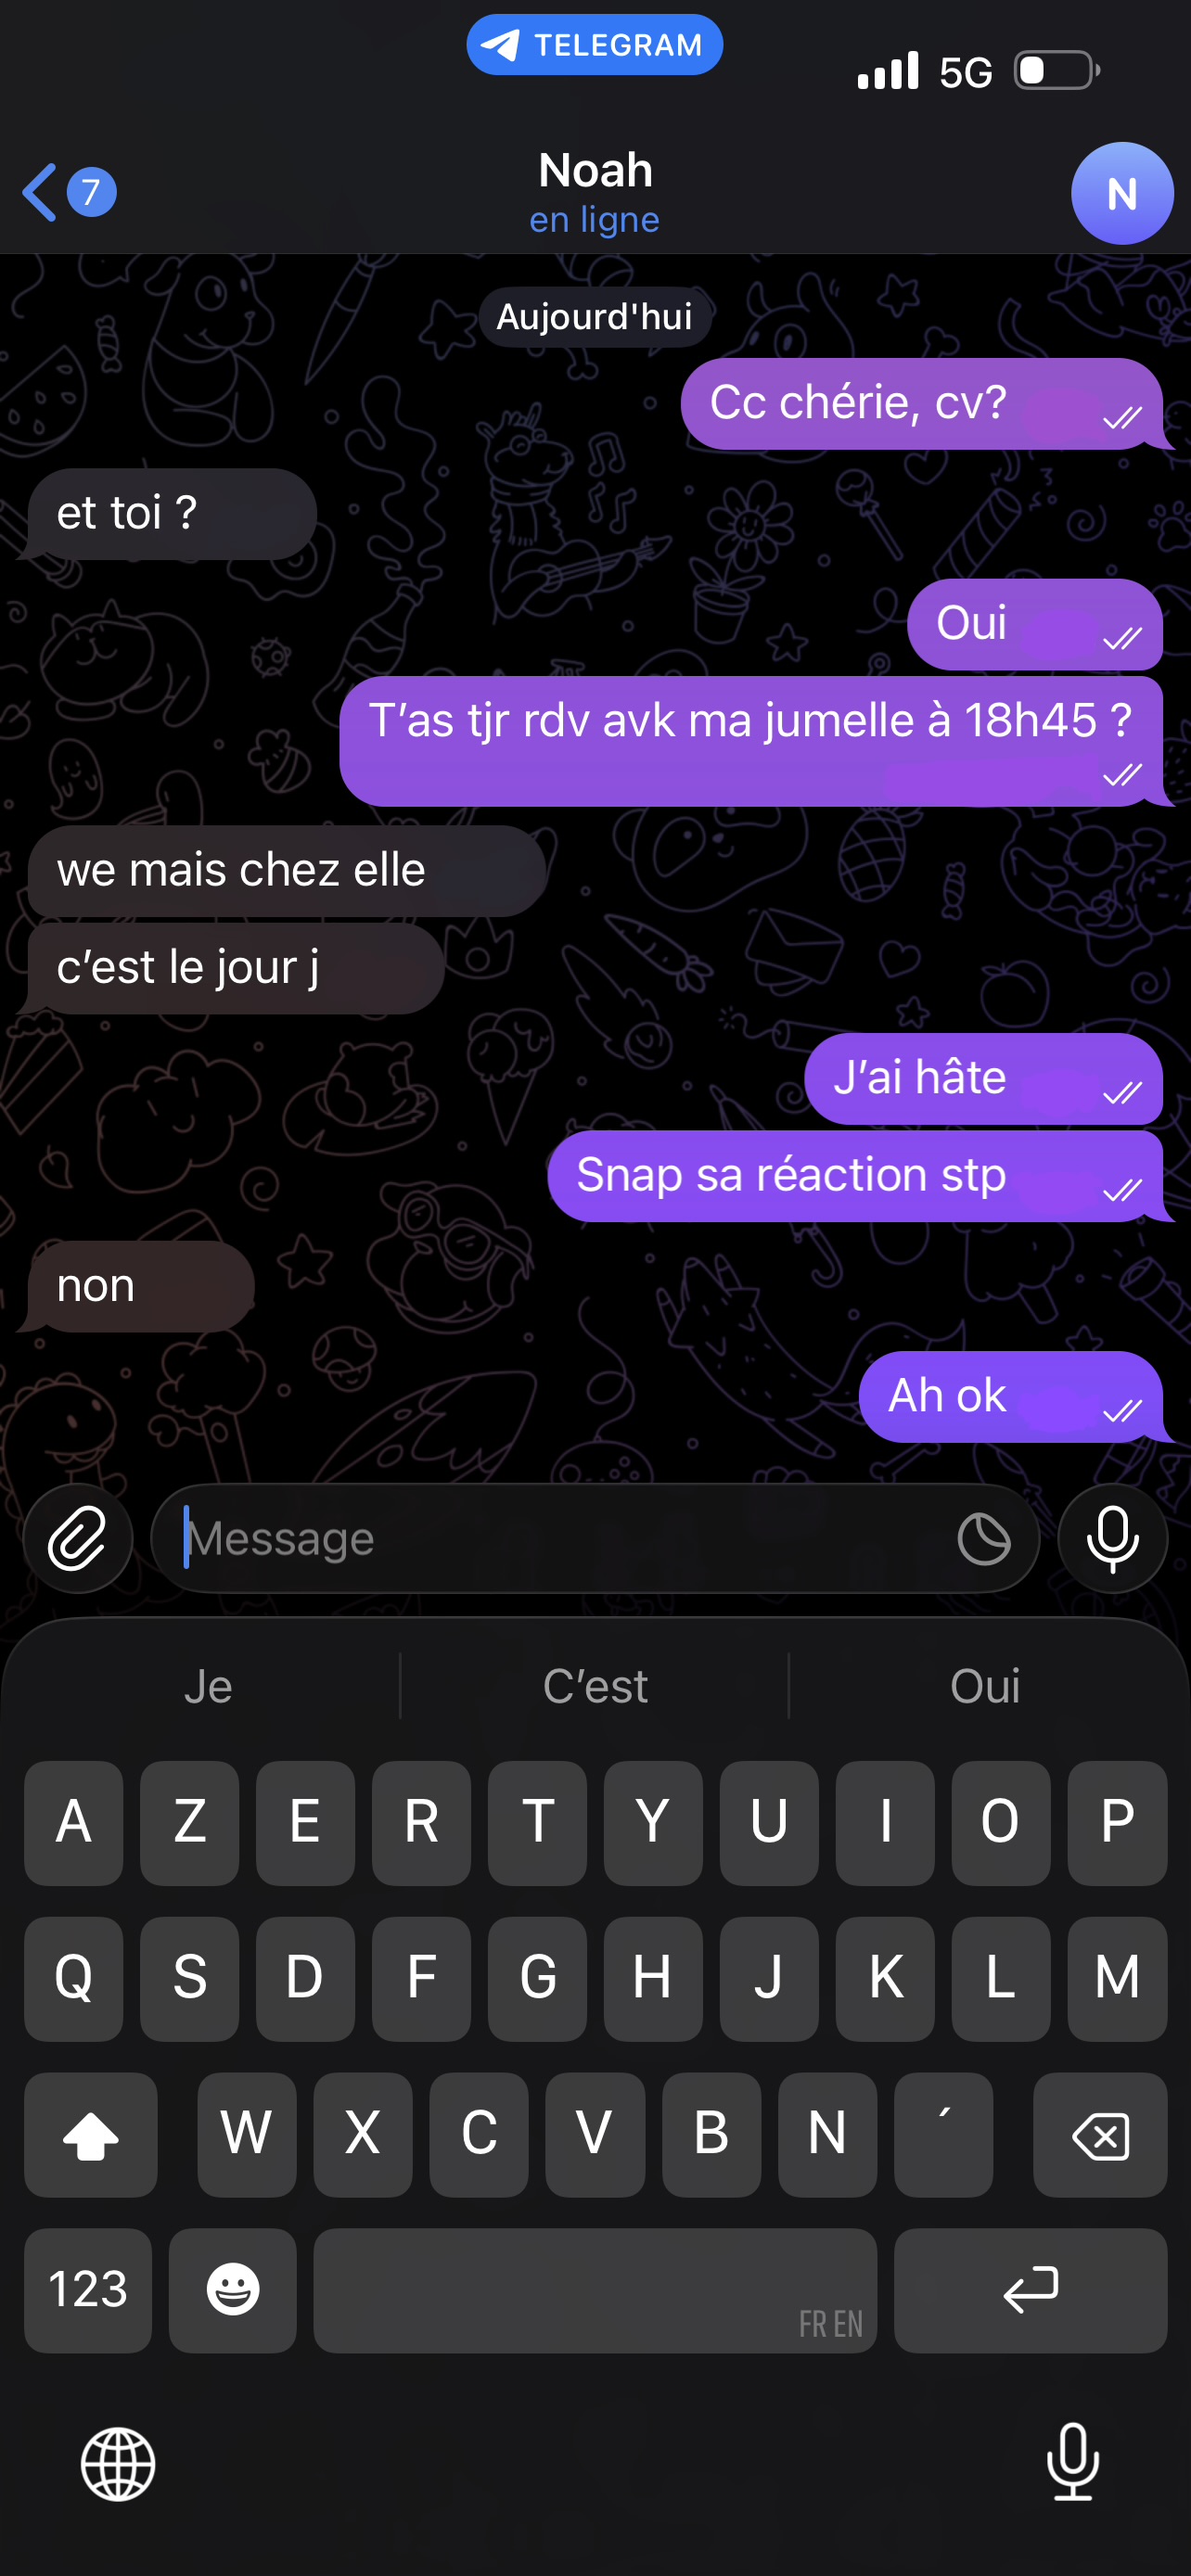 TELEGRAM
5G
7
Noah
en ligne
N
Aujourd'hui
Cc chérie, cv?
et toi ?
Oui
T’as tjr rdv avk ma jumelle à 18h45 ?
we mais chez elle
c’est le jour j
J’ai hâte
Snap sa réaction stp
non
Ah ok
Message
Je C’est Oui
A Z E R T Y U I O P
Q S D F G H J K L M
W X C V B N ´
123 FR EN